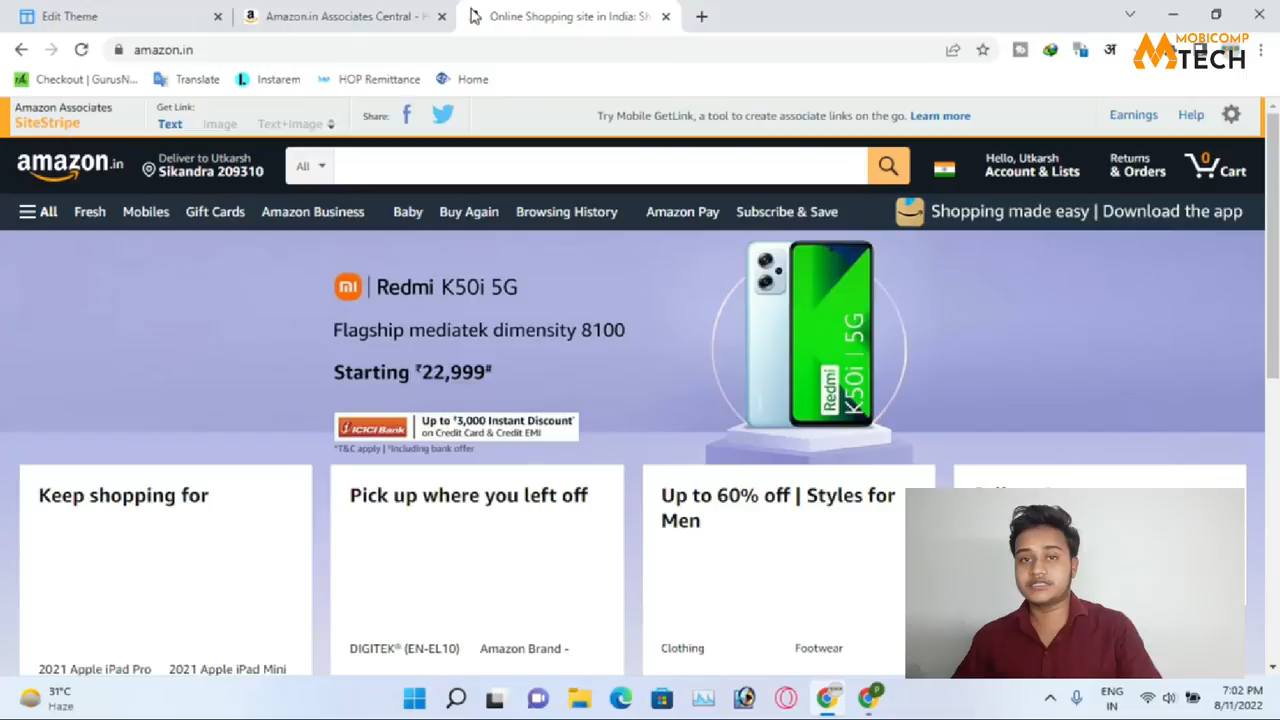 Edit Theme
Amazon.in Associates Central - H
Online Shopping site in India: Sh
MOBICOMP
TECH
amazon.in
अ
Checkout | GurusN...
Translate
Instarem
HOP Remittance
Home
Amazon Associates
SiteStripe
Get Link:
Text
Image
Text+Image
Share:
Try Mobile GetLink, a tool to create associate links on the go. Learn more
Earnings
Help
amazon.in
Deliver to Utkarsh
Sikandra 209310
All
Hello, Utkarsh
Account & Lists
Returns
& Orders
0
Cart
All
Fresh
Mobiles
Gift Cards
Amazon Business
Baby
Buy Again
Browsing History
Amazon Pay
Subscribe & Save
Shopping made easy | Download the app
mi
Redmi K50i 5G
Flagship mediatek dimensity 8100
Starting ₹22,999#
ICICI Bank
Up to ₹3,000 Instant Discount*
on Credit Card & Credit EMI
*T&C apply | #Including bank offer
Redmi
K50i | 5G
Keep shopping for
Pick up where you left off
Up to 60% off | Styles for
Men
2021 Apple iPad Pro
2021 Apple iPad Mini
DIGITEK® (EN-EL10)
Amazon Brand -
Clothing
Footwear
31°C
Haze
ENG
IN
7:02 PM
8/11/2022